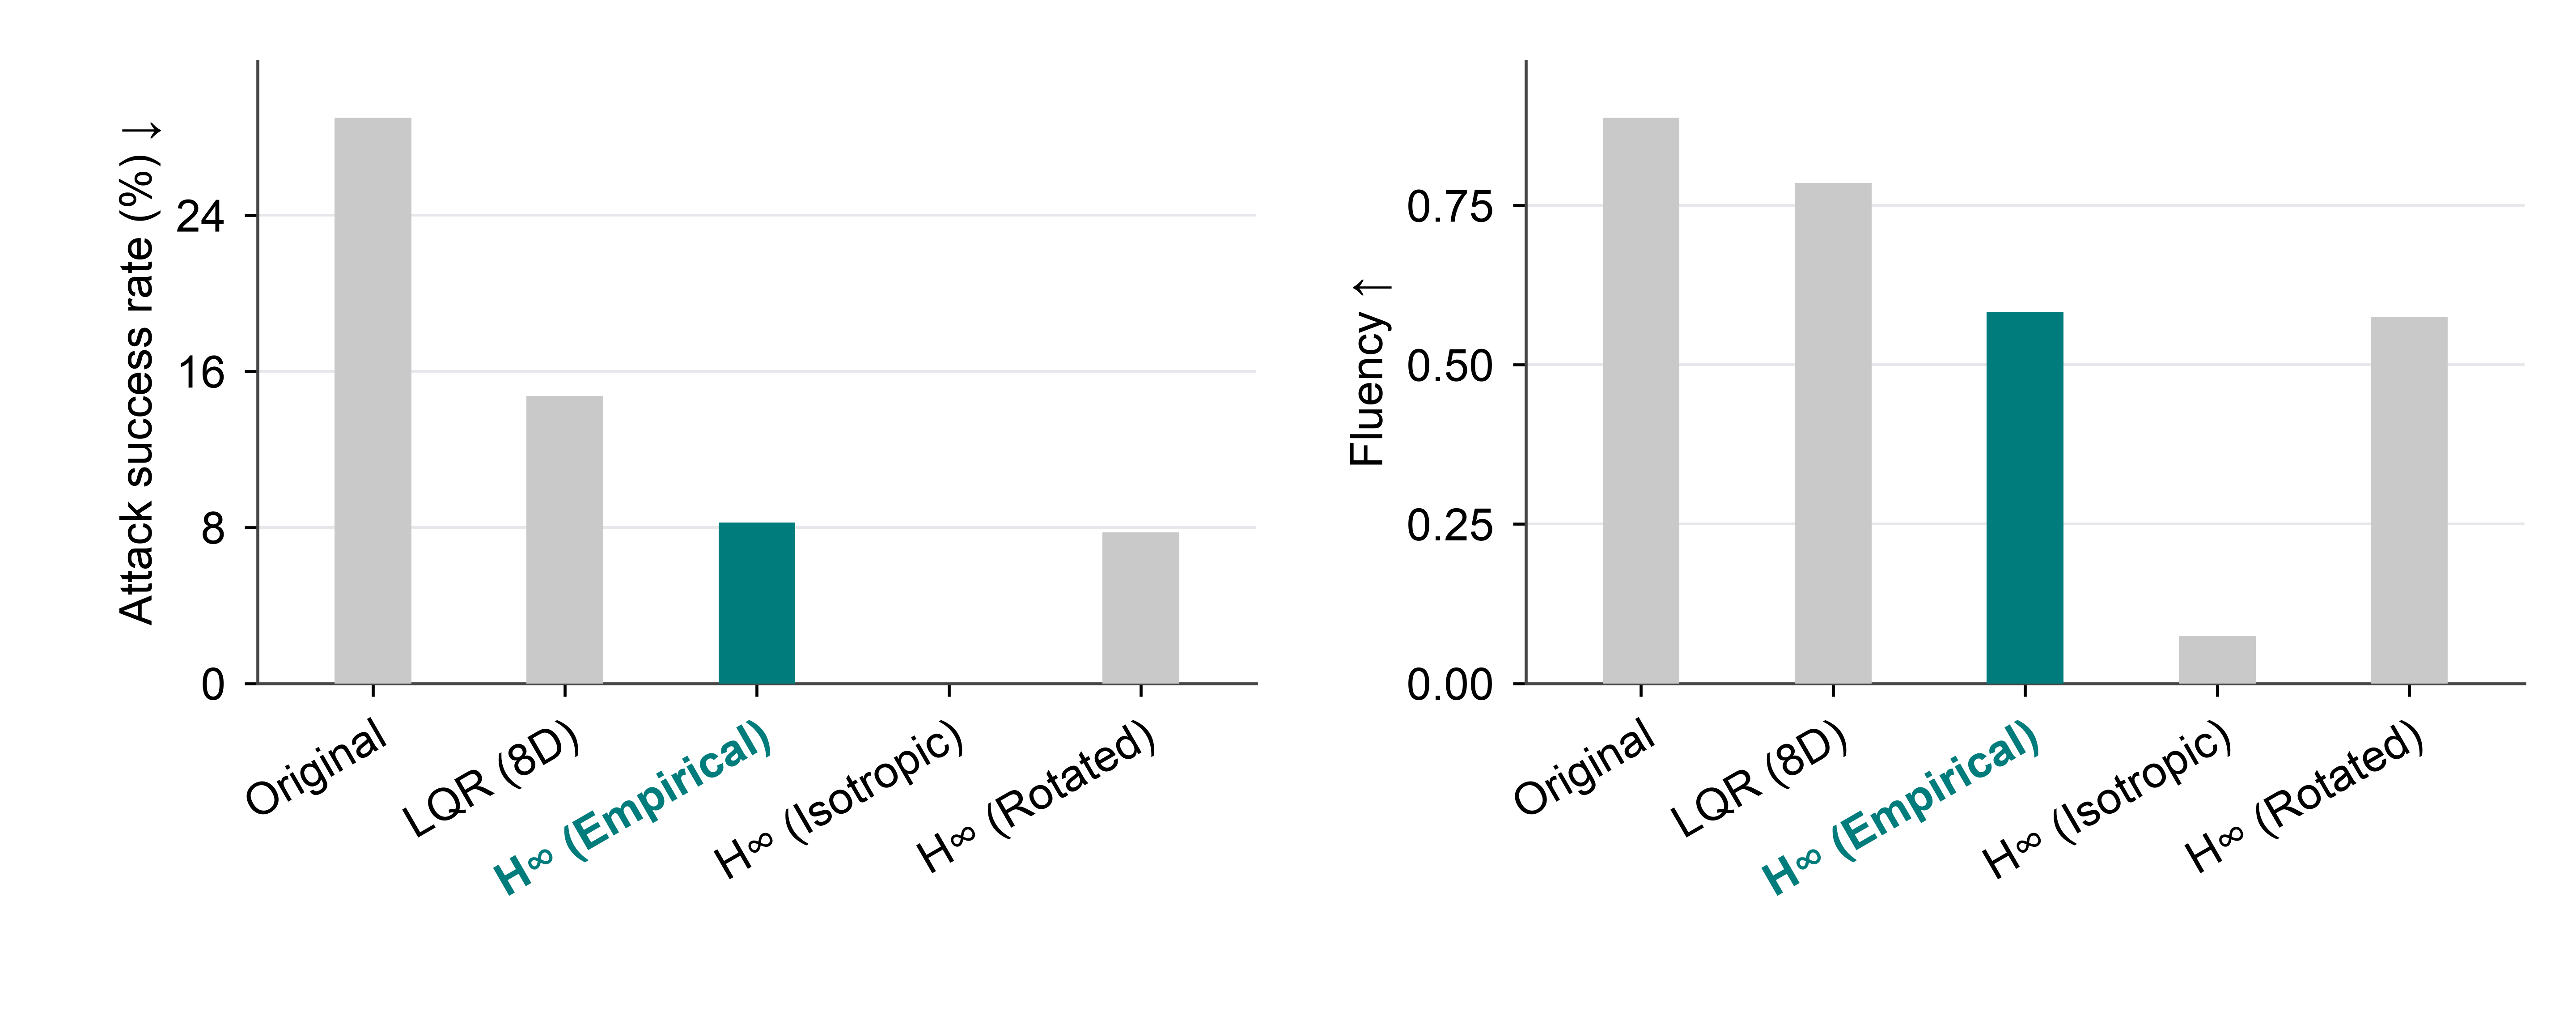 Attack success rate (%) ↓
24
16
8
0
Original
LQR (8D)
H∞ (Empirical)
H∞ (Isotropic)
H∞ (Rotated)
Fluency ↑
0.75
0.50
0.25
0.00
Original
LQR (8D)
H∞ (Empirical)
H∞ (Isotropic)
H∞ (Rotated)